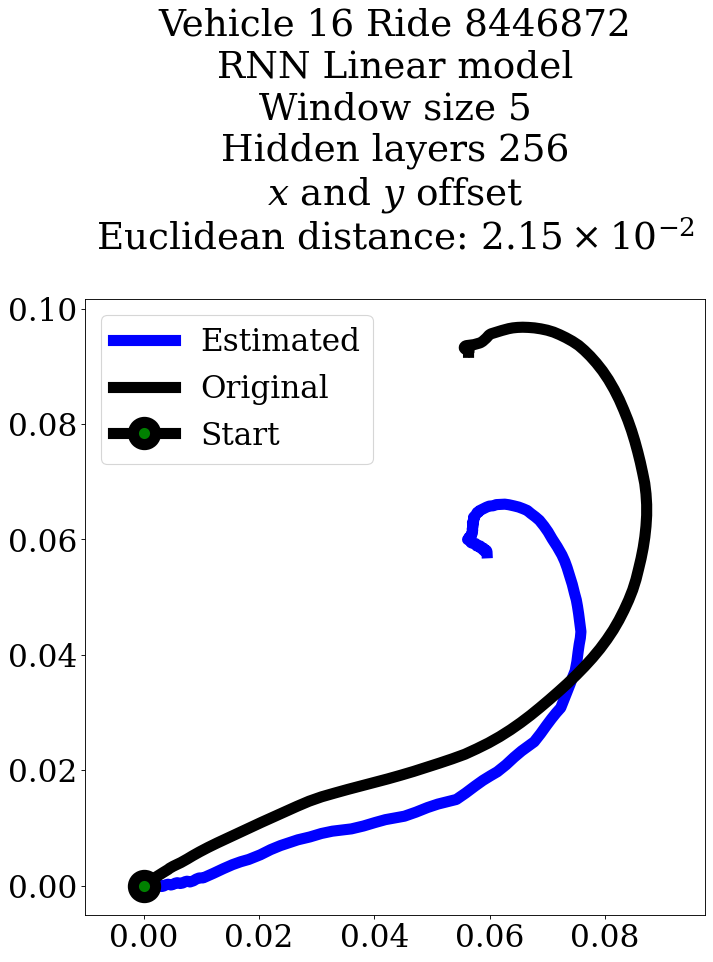 Vehicle 16 Ride 8446872
RNN Linear model
Window size 5
Hidden layers 256
x and y offset
Euclidean distance: 2.15 × 10⁻²
0.10
0.08
0.06
0.04
0.02
0.00
Estimated
Original
Start
0.00 0.02 0.04 0.06 0.08